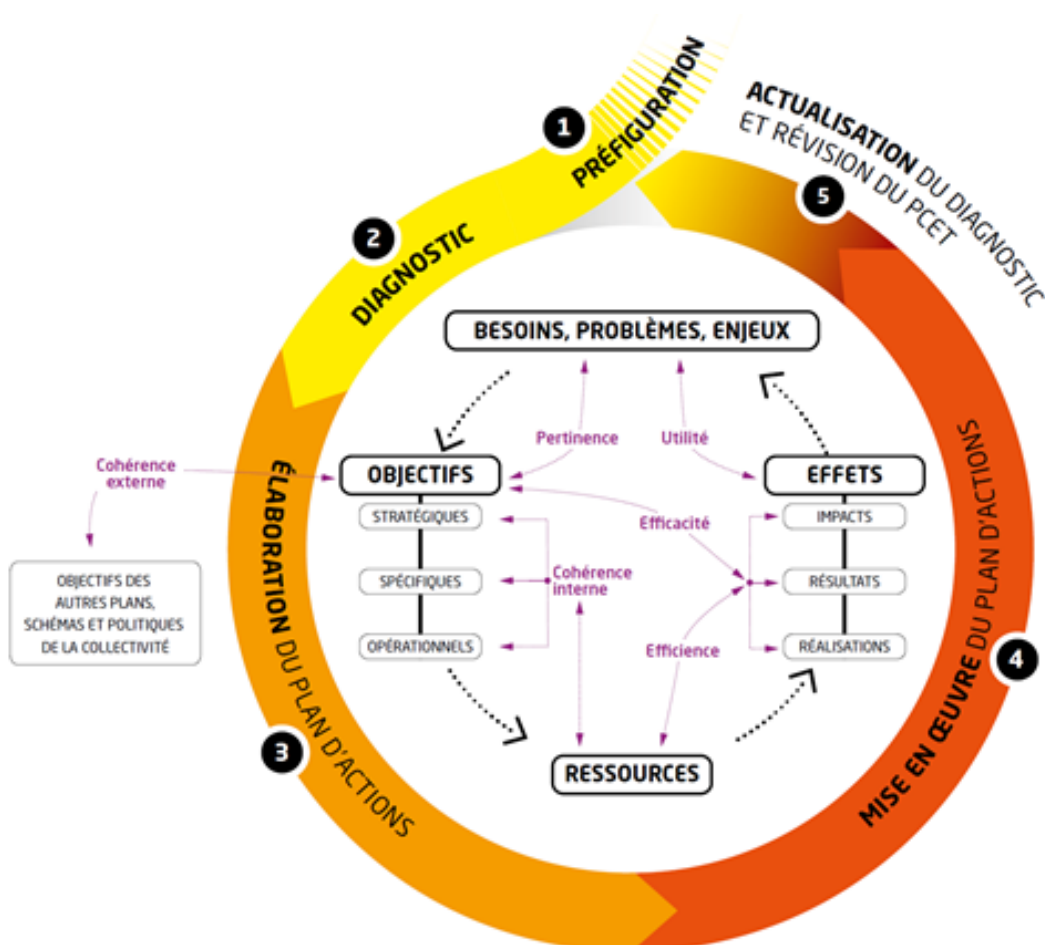 1
PRÉFIGURATION
ACTUALISATION DU DIAGNOSTIC
ET RÉVISION DU PCET
5
2
DIAGNOSTIC
BESOINS, PROBLÈMES, ENJEUX
Pertinence
Utilité
Cohérence
externe
OBJECTIFS
EFFETS
STRATÉGIQUES
Efficacité
IMPACTS
SPÉCIFIQUES
Cohérence
interne
RÉSULTATS
OPÉRATIONNELS
Efficience
RÉALISATIONS
OBJECTIFS DES
AUTRES PLANS,
SCHÉMAS ET POLITIQUES
DE LA COLLECTIVITÉ
ÉLABORATION DU PLAN D'ACTIONS
3
RESSOURCES
MISE EN ŒUVRE DU PLAN D'ACTIONS
4